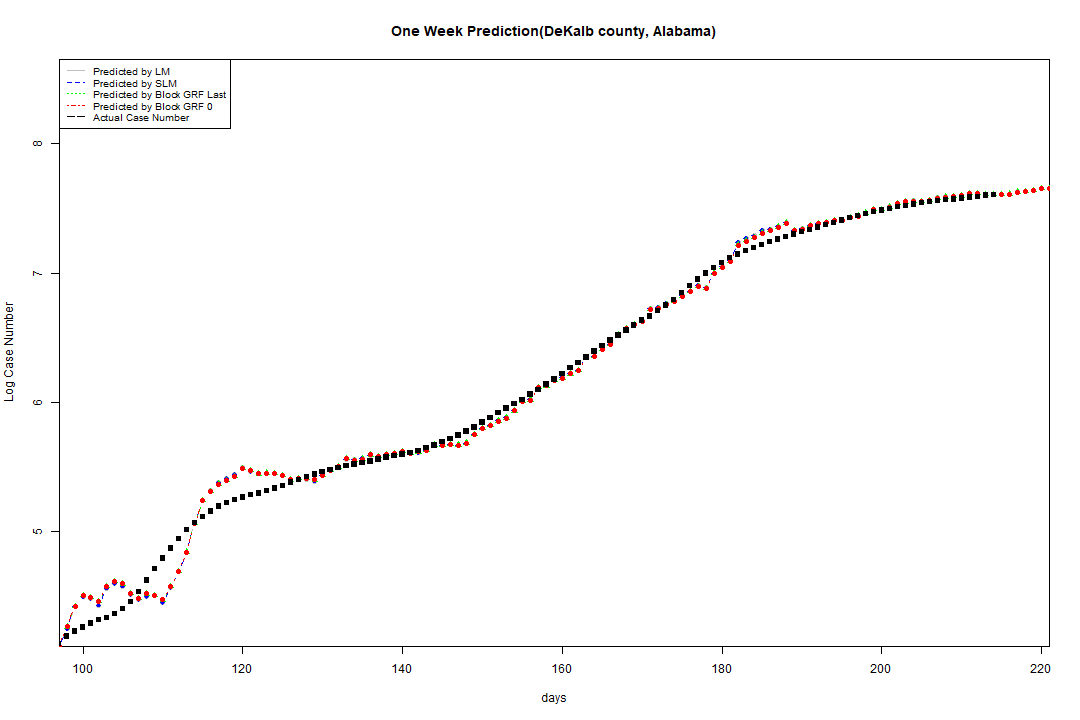 One Week Prediction(DeKalb county, Alabama)
Predicted by LM
Predicted by SLM
Predicted by Block GRF Last
Predicted by Block GRF 0
Actual Case Number
8
7
6
5
Log Case Number
100 120 140 160 180 200 220
days